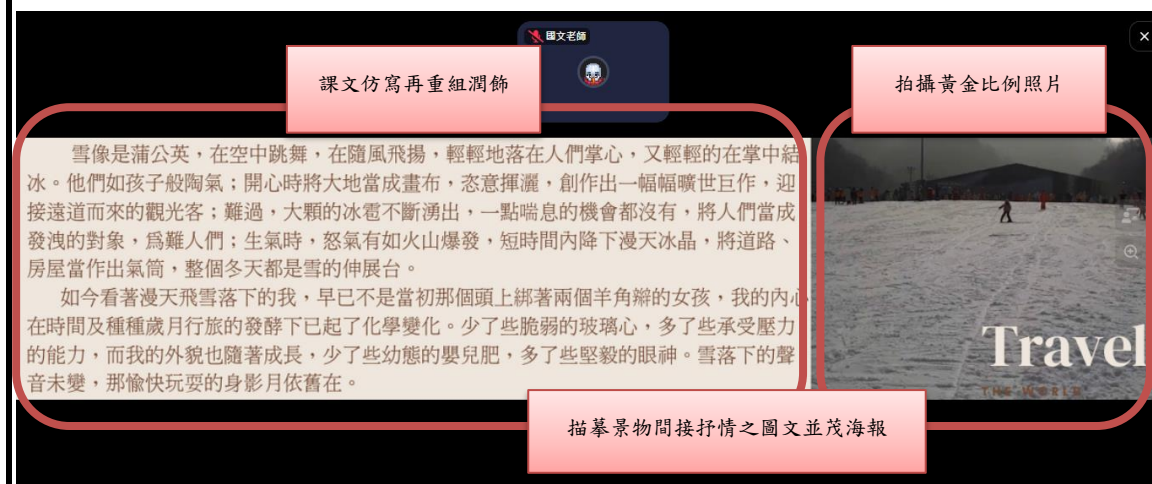 國文老師
課文仿寫再重組潤飾
拍攝黃金比例照片
雪像是蒲公英，在空中跳舞，在隨風飛揚，輕輕地落在人們掌心，又輕輕的在掌中結
冰。他們如孩子般陶氣；開心時將大地當成畫布，恣意揮灑，創作出一幅幅曠世巨作，迎
接遠道而來的觀光客；難過，大顆的冰雹不斷湧出，一點喘息的機會都沒有，將人們當成
發洩的對象，爲難人們；生氣時，怒氣有如火山爆發，短時間內降下漫天冰晶，將道路、
房屋當作出氣筒，整個冬天都是雪的伸展台。
如今看著漫天飛雪落下的我，早已不是當初那個頭上綁著兩個羊角辮的女孩，我的內心
在時間及種種歲月行旅的發酵下已起了化學變化。少了些脆弱的玻璃心，多了些承受壓力
的能力，而我的外貌也隨著成長，少了些幼態的嬰兒肥，多了些堅毅的眼神。雪落下的聲
音未變，那愉快玩耍的身影月依舊在。
Travel
THE WORLD
描摹景物間接抒情之圖文並茂海報